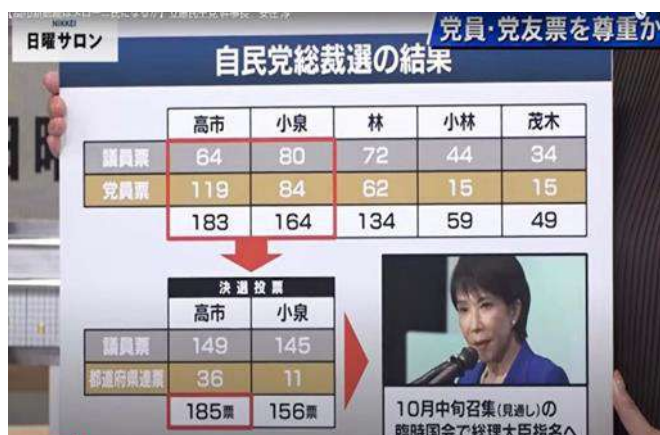 NIKKEI
日曜サロン
党員・党友票を尊重か
自民党総裁選の結果
高市 小泉 林 小林 茂木
議員票 64 80 72 44 34
党員票 119 84 62 15 15
183 164 134 59 49
決選投票
高市 小泉
議員票 149 145
都道府県連票 36 11
185票 156票
10月中旬召集(見通し)の
臨時国会で総理大臣指名へ